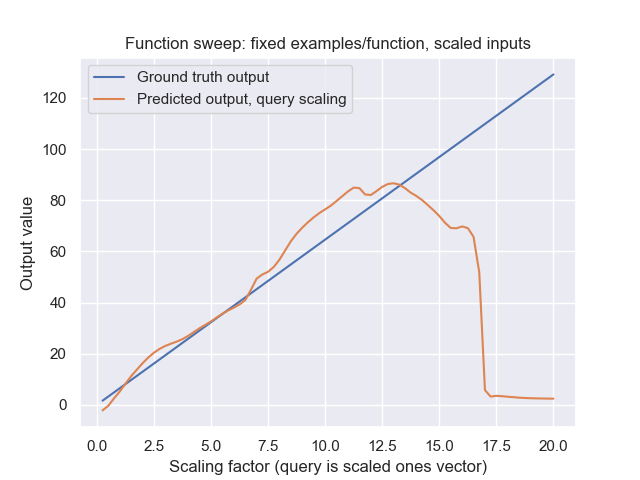 Function sweep: fixed examples/function, scaled inputs
Ground truth output
Predicted output, query scaling
120
100
80
60
40
20
0
Output value
0.0 2.5 5.0 7.5 10.0 12.5 15.0 17.5 20.0
Scaling factor (query is scaled ones vector)